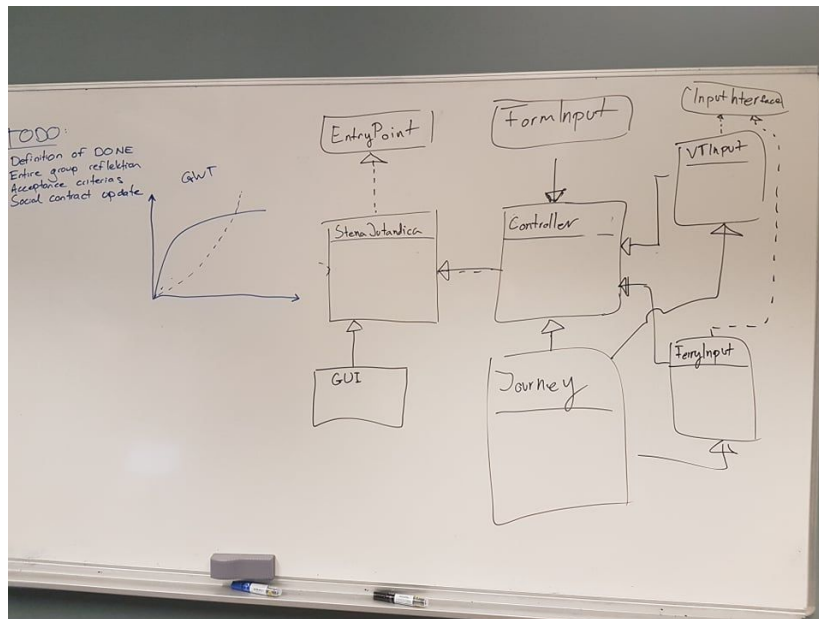 TODO:
Definition of DONE
Entire group reflektion
Acceptance criterias
Social contract update
GWT
EntryPoint
FormInput
InputInterface
VTInput
StenaJutandica
Controller
FerryInput
GUI
Journey